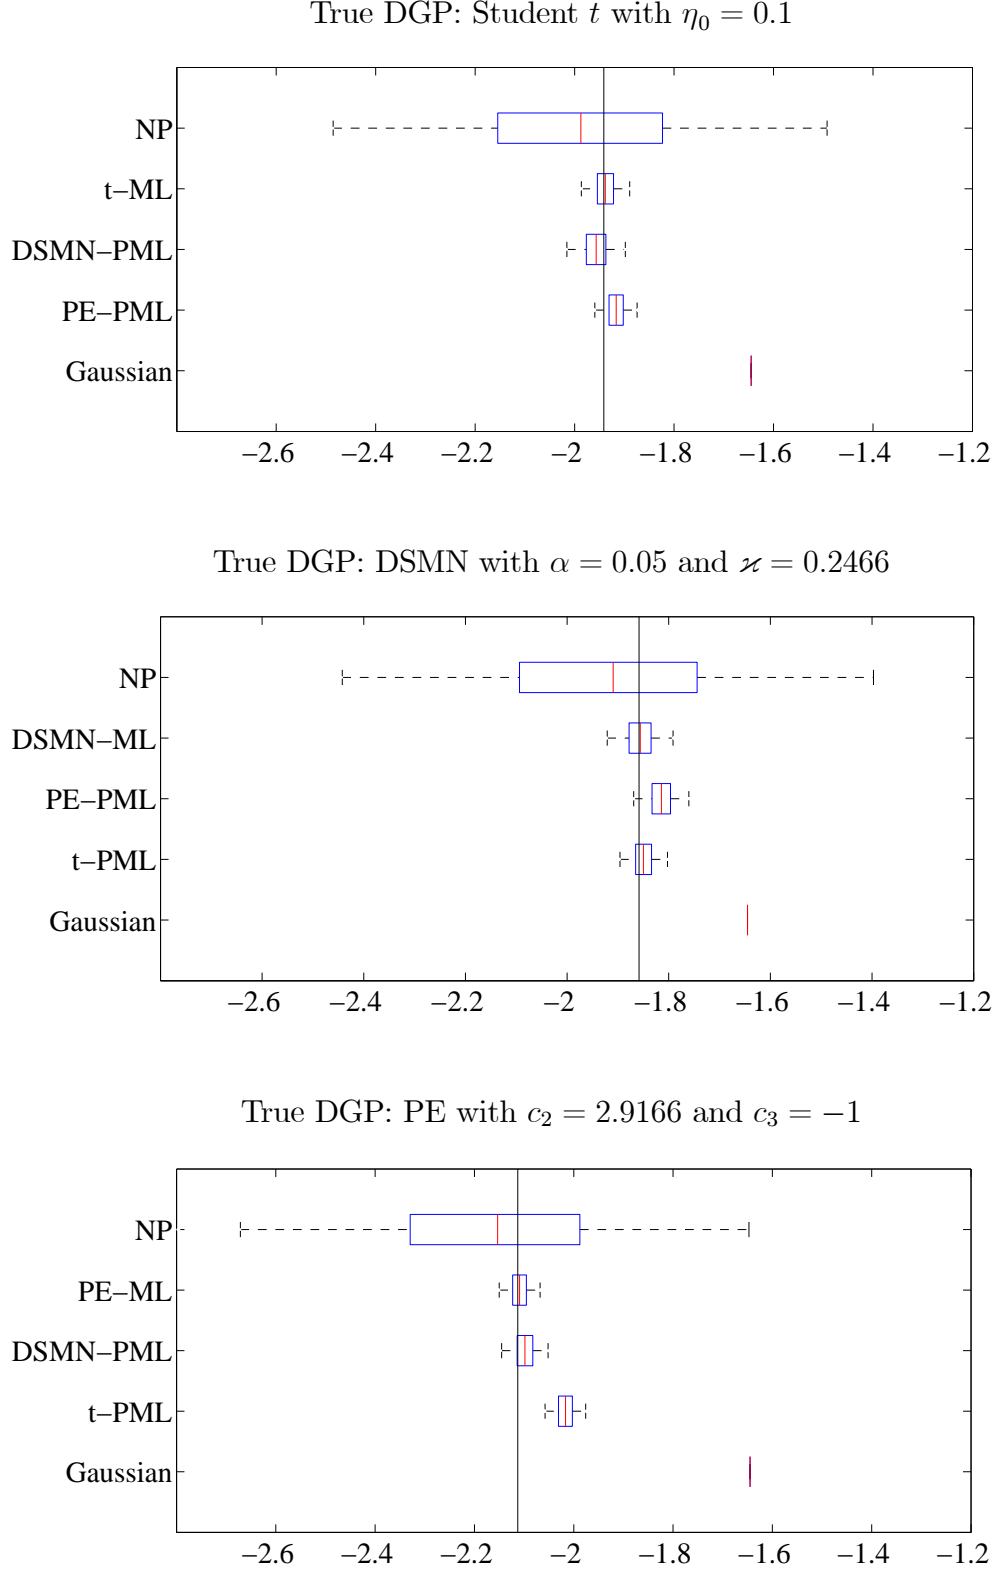 True DGP: Student t with η₀ = 0.1
NP
t−ML
DSMN−PML
PE−PML
Gaussian
−2.6 −2.4 −2.2 −2 −1.8 −1.6 −1.4 −1.2
True DGP: DSMN with α = 0.05 and ϰ = 0.2466
NP
DSMN−ML
PE−PML
t−PML
Gaussian
−2.6 −2.4 −2.2 −2 −1.8 −1.6 −1.4 −1.2
True DGP: PE with c₂ = 2.9166 and c₃ = −1
NP
PE−ML
DSMN−PML
t−PML
Gaussian
−2.6 −2.4 −2.2 −2 −1.8 −1.6 −1.4 −1.2